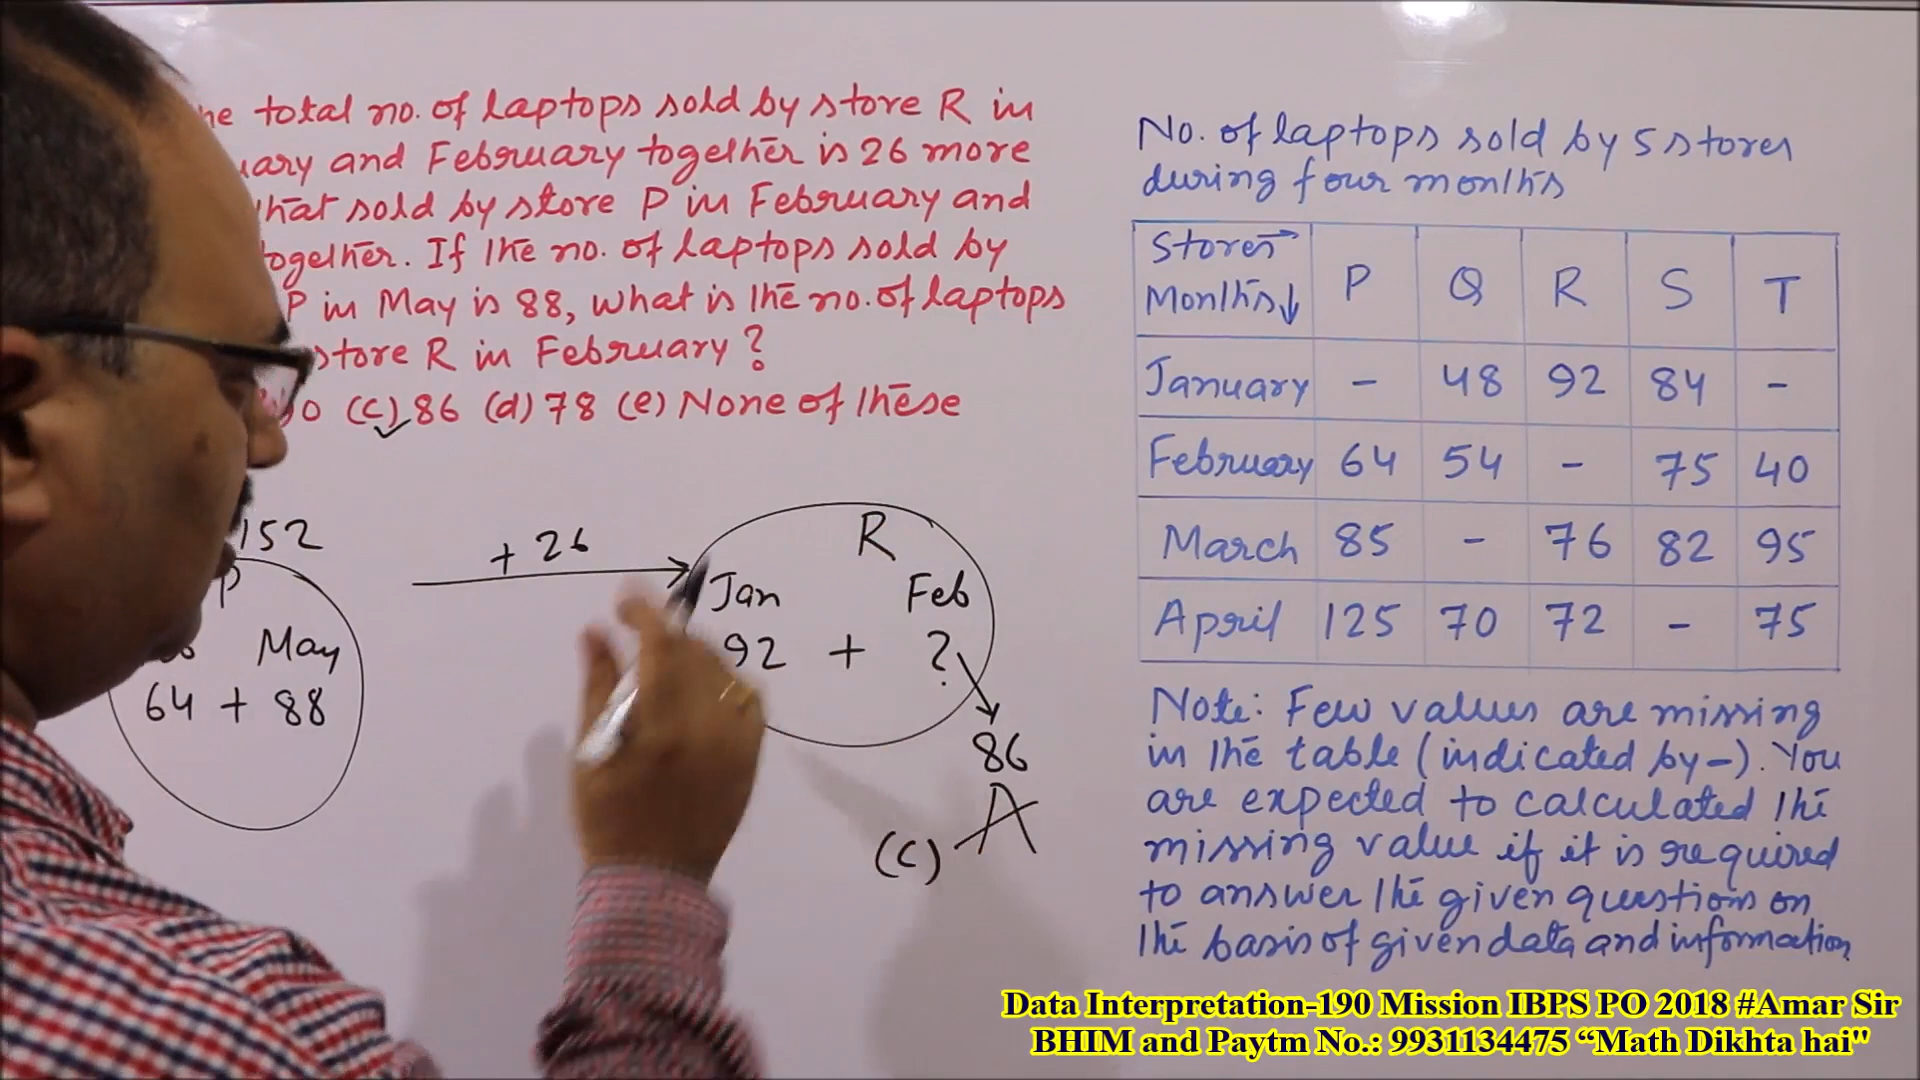 he total no. of laptops sold by store R in
uary and February together is 26 more
hat sold by store P in February and
ogether. If the no. of laptops sold by
P in May is 88, what is the no. of laptops
store R in February?
0 (c) 86 (d) 78 (e) None of these
152
P
May
64 + 88
+ 26
R
Jan Feb
92 + ?
86
(c) A
No. of laptops sold by 5 stores
during four months
Stores → P Q R S T
Months ↓
January - 48 92 84 -
February 64 54 - 75 40
March 85 - 76 82 95
April 125 70 72 - 75
Note: Few values are missing
in the table (indicated by -). You
are expected to calculated the
missing value if it is required
to answer the given questions on
the basis of given data and information
Data Interpretation-190 Mission IBPS PO 2018 #Amar Sir
BHIM and Paytm No.: 9931134475 “Math Dikhta hai"